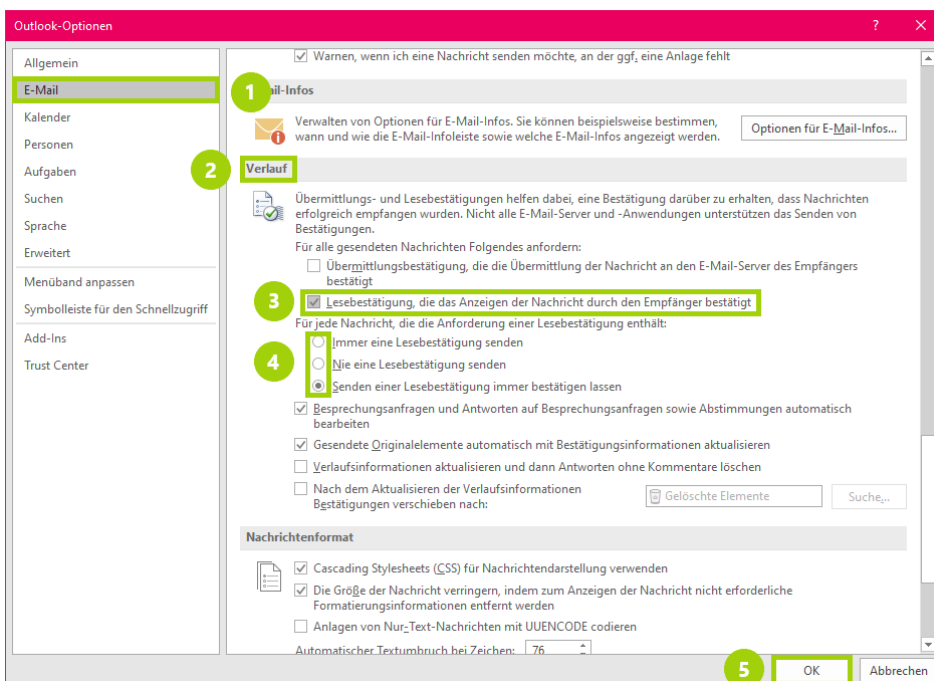 Outlook-Optionen
?
Allgemein
E-Mail
Kalender
Personen
Aufgaben
Suchen
Sprache
Erweitert
Menüband anpassen
Symbolleiste für den Schnellzugriff
Add-Ins
Trust Center
Warnen, wenn ich eine Nachricht senden möchte, an der ggf. eine Anlage fehlt
1
ail-Infos
Verwalten von Optionen für E-Mail-Infos. Sie können beispielsweise bestimmen,
wann und wie die E-Mail-Infoleiste sowie welche E-Mail-Infos angezeigt werden.
Optionen für E-Mail-Infos...
2
Verlauf
Übermittlungs- und Lesebestätigungen helfen dabei, eine Bestätigung darüber zu erhalten, dass Nachrichten
erfolgreich empfangen wurden. Nicht alle E-Mail-Server und -Anwendungen unterstützen das Senden von
Bestätigungen.
Für alle gesendeten Nachrichten Folgendes anfordern:
Übermittlungsbestätigung, die die Übermittlung der Nachricht an den E-Mail-Server des Empfängers
bestätigt
3
Lesebestätigung, die das Anzeigen der Nachricht durch den Empfänger bestätigt
Für jede Nachricht, die die Anforderung einer Lesebestätigung enthält:
4
Immer eine Lesebestätigung senden
Nie eine Lesebestätigung senden
Senden einer Lesebestätigung immer bestätigen lassen
Besprechungsanfragen und Antworten auf Besprechungsanfragen sowie Abstimmungen automatisch
bearbeiten
Gesendete Originalelemente automatisch mit Bestätigungsinformationen aktualisieren
Verlaufsinformationen aktualisieren und dann Antworten ohne Kommentare löschen
Nach dem Aktualisieren der Verlaufsinformationen
Bestätigungen verschieben nach:
Gelöschte Elemente
Suche...
Nachrichtenformat
Cascading Stylesheets (CSS) für Nachrichtendarstellung verwenden
Die Größe der Nachricht verringern, indem zum Anzeigen der Nachricht nicht erforderliche
Formatierungsinformationen entfernt werden
Anlagen von Nur-Text-Nachrichten mit UUENCODE codieren
Automatischer Textumbruch bei Zeichen: 76
5
OK
Abbrechen